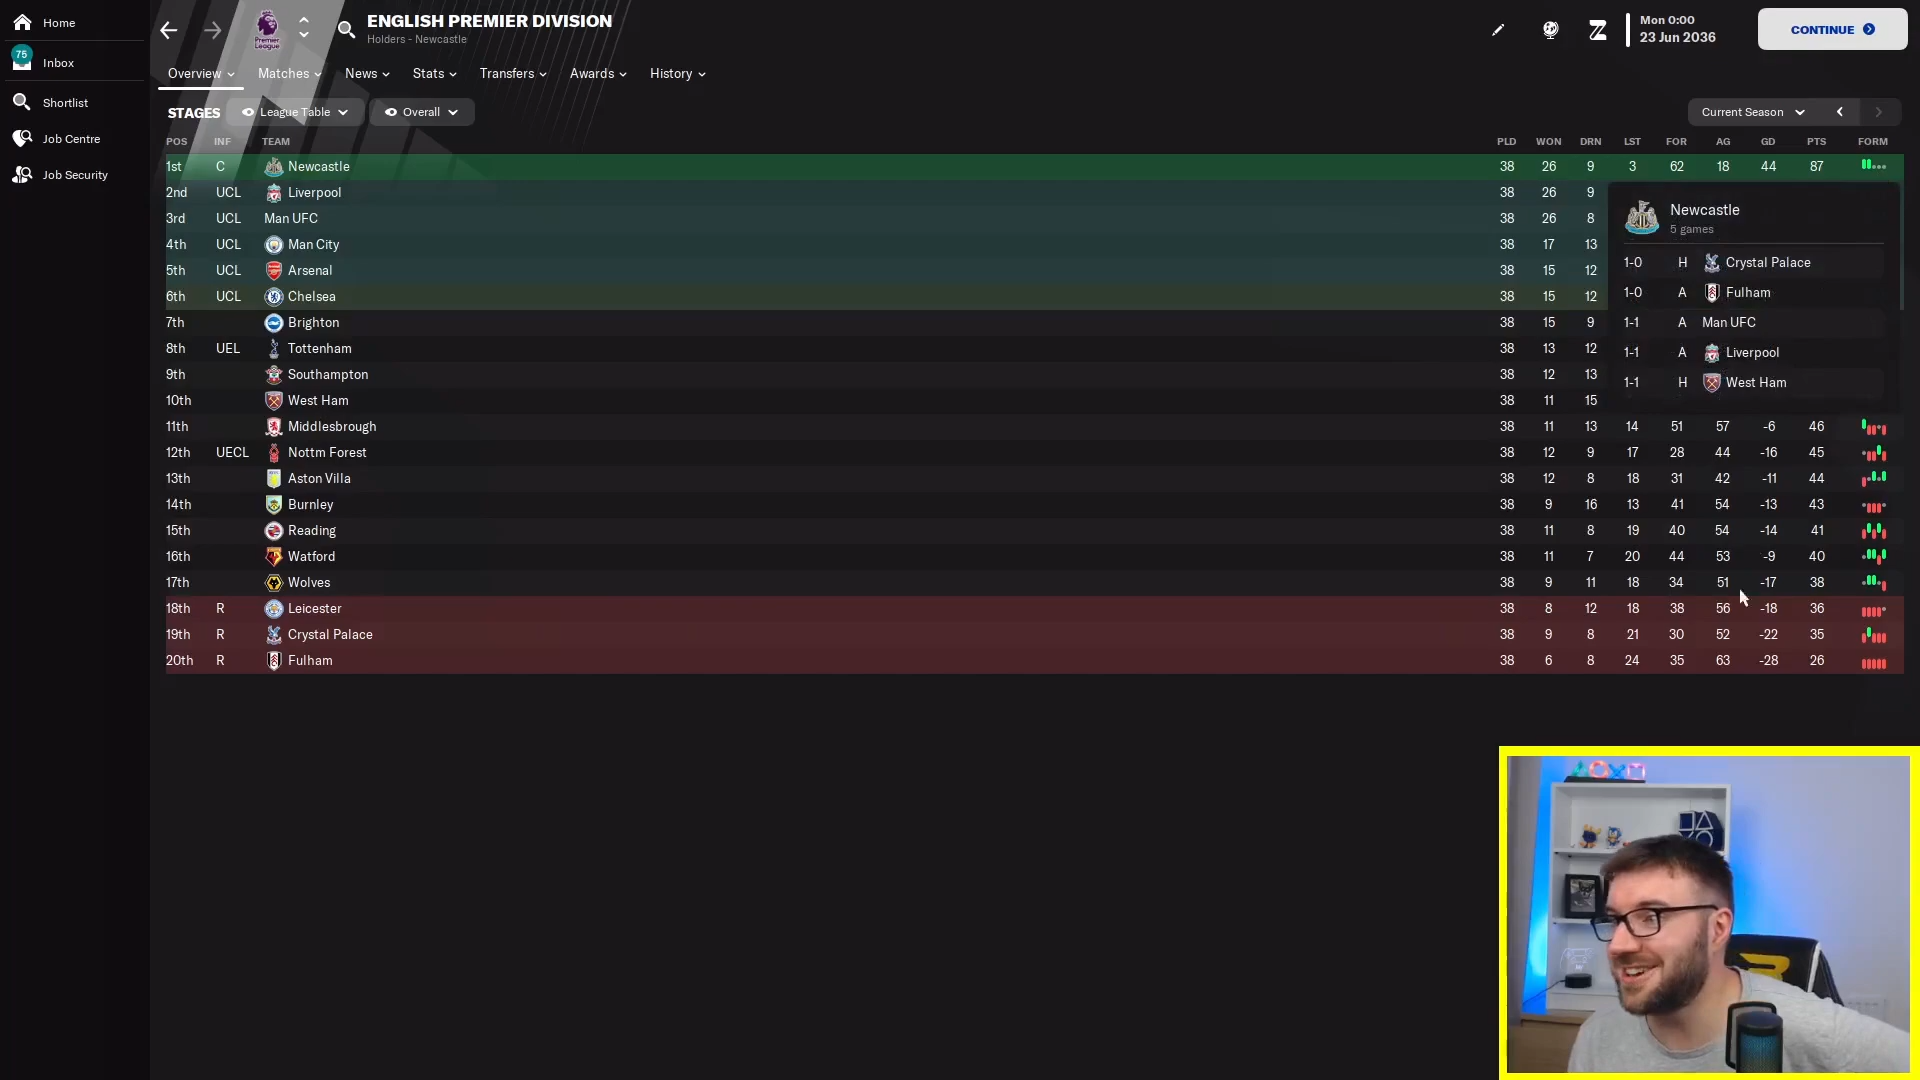 Home
75
Inbox
Shortlist
Job Centre
Job Security
Premier League
ENGLISH PREMIER DIVISION
Holders - Newcastle
Mon 0:00
23 Jun 2036
CONTINUE
Overview Matches News Stats Transfers Awards History
STAGES League Table Overall Current Season
POS INF TEAM PLD WON DRN LST FOR AG GD PTS FORM
1st C Newcastle 38 26 9 3 62 18 44 87
2nd UCL Liverpool 38 26 9
3rd UCL Man UFC 38 26 8
4th UCL Man City 38 17 13
5th UCL Arsenal 38 15 12
6th UCL Chelsea 38 15 12
7th Brighton 38 15 9
8th UEL Tottenham 38 13 12
9th Southampton 38 12 13
10th West Ham 38 11 15
Newcastle
5 games
1-0 H Crystal Palace
1-0 A Fulham
1-1 A Man UFC
1-1 A Liverpool
1-1 H West Ham
11th Middlesbrough 38 11 13 14 51 57 -6 46
12th UECL Nottm Forest 38 12 9 17 28 44 -16 45
13th Aston Villa 38 12 8 18 31 42 -11 44
14th Burnley 38 9 16 13 41 54 -13 43
15th Reading 38 11 8 19 40 54 -14 41
16th Watford 38 11 7 20 44 53 -9 40
17th Wolves 38 9 11 18 34 51 -17 38
18th R Leicester 38 8 12 18 38 56 -18 36
19th R Crystal Palace 38 9 8 21 30 52 -22 35
20th R Fulham 38 6 8 24 35 63 -28 26